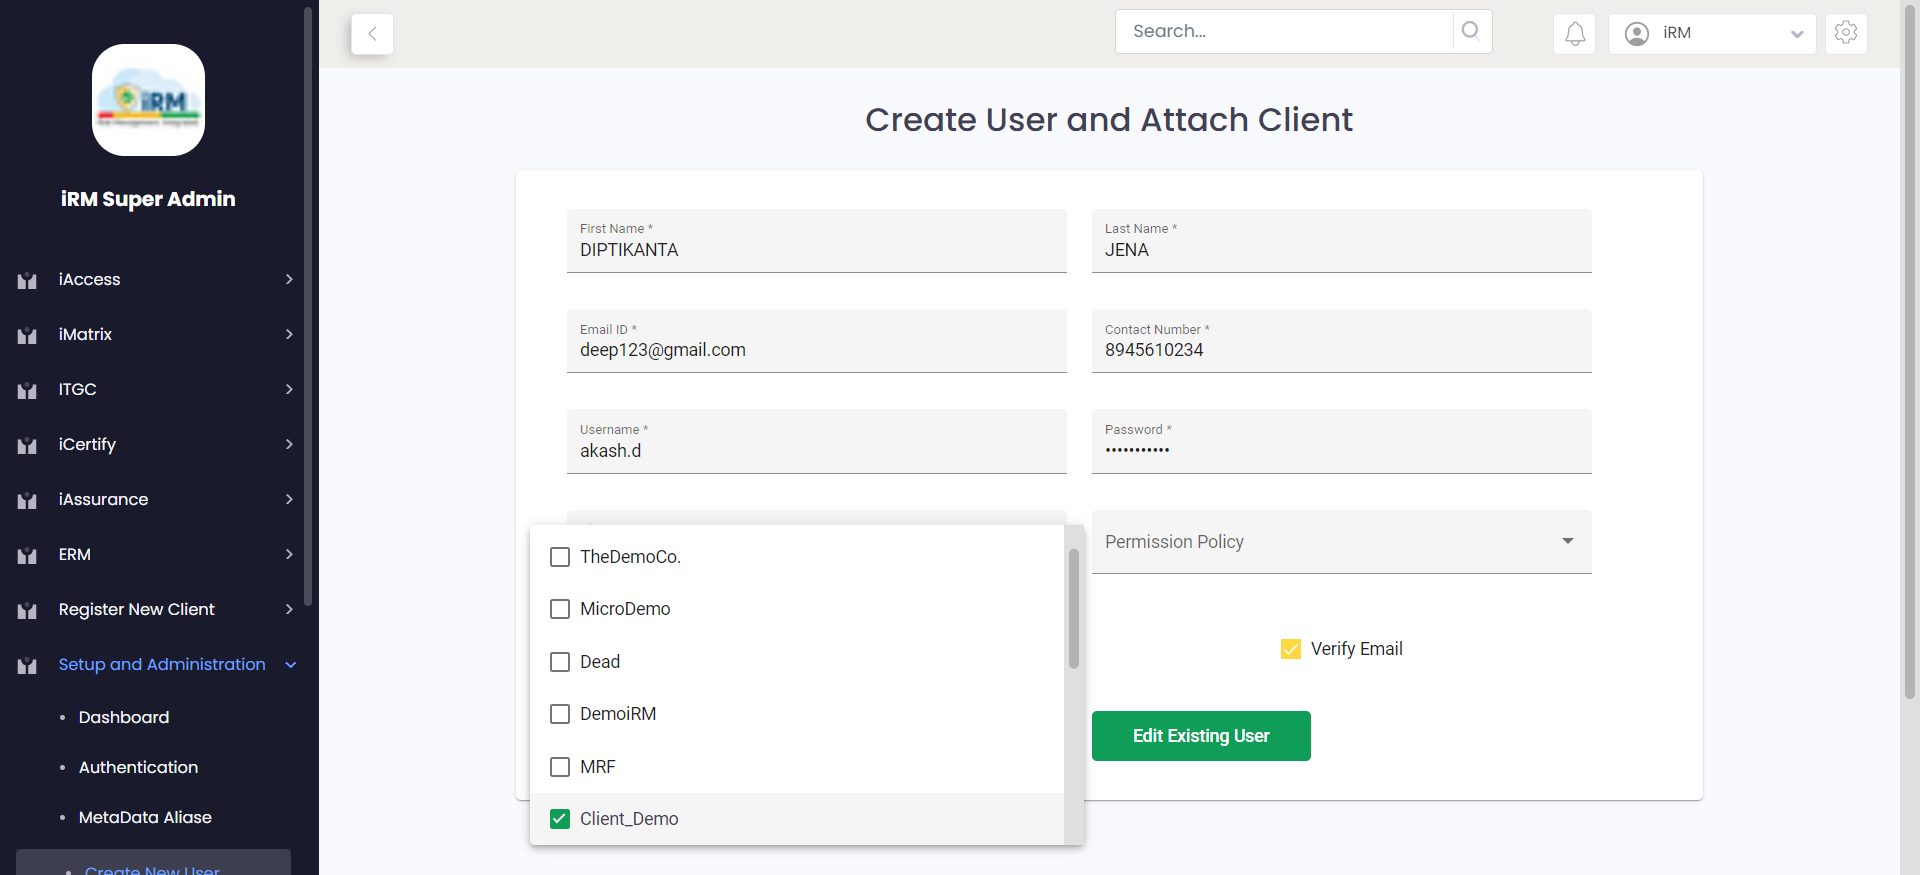 iRM
iRM Super Admin
iAccess
iMatrix
ITGC
iCertify
iAssurance
ERM
Register New Client
Setup and Administration
Dashboard
Authentication
MetaData Aliase
Create New User
Search...
iRM
Create User and Attach Client
First Name *
DIPTIKANTA
Last Name *
JENA
Email ID *
deep123@gmail.com
Contact Number *
8945610234
Username *
akash.d
Password *
•••••••••••
Permission Policy
TheDemoCo.
MicroDemo
Dead
DemoiRM
MRF
Client_Demo
Verify Email
Edit Existing User